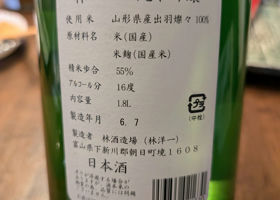 使用米 山形県産出羽燦々100%
原材料名 米(国産)
米麹(国産米)
精米歩合 55%
アルコール分 16度
内容量 1.8L
製造年月 6.7
製造者 林酒造場(林洋一)
富山県下新川郡朝日町境1608
日本酒
(中栓)